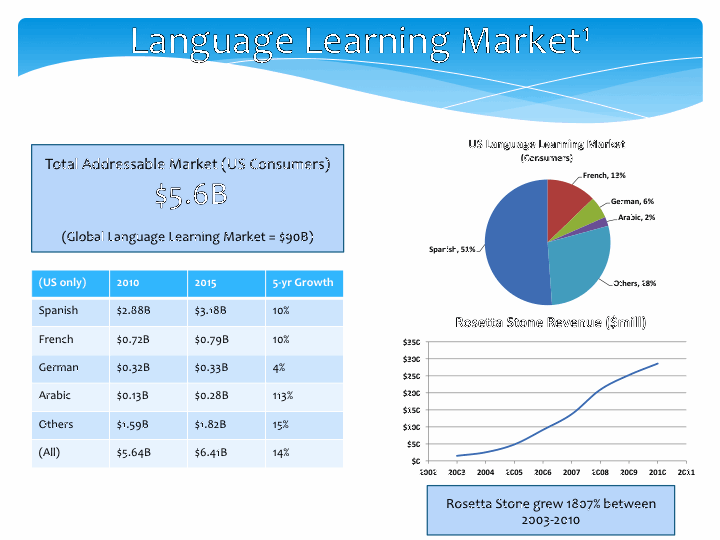 Language Learning Market¹
Total Addressable Market (US Consumers)
$5.6B
(Global Language Learning Market = $90B)
(US only) 2010 2015 5-yr Growth
Spanish $2.88B $3.18B 10%
French $0.72B $0.79B 10%
German $0.32B $0.33B 4%
Arabic $0.13B $0.28B 113%
Others $1.59B $1.82B 15%
(All) $5.64B $6.41B 14%
US Language Learning Market
(Consumers)
French, 13%
German, 6%
Arabic, 2%
Spanish, 51%
Others, 28%
Rosetta Stone Revenue ($mill)
$350
$300
$250
$200
$150
$100
$50
$0
2002 2003 2004 2005 2006 2007 2008 2009 2010 2011
Rosetta Stone grew 1807% between
2003-2010